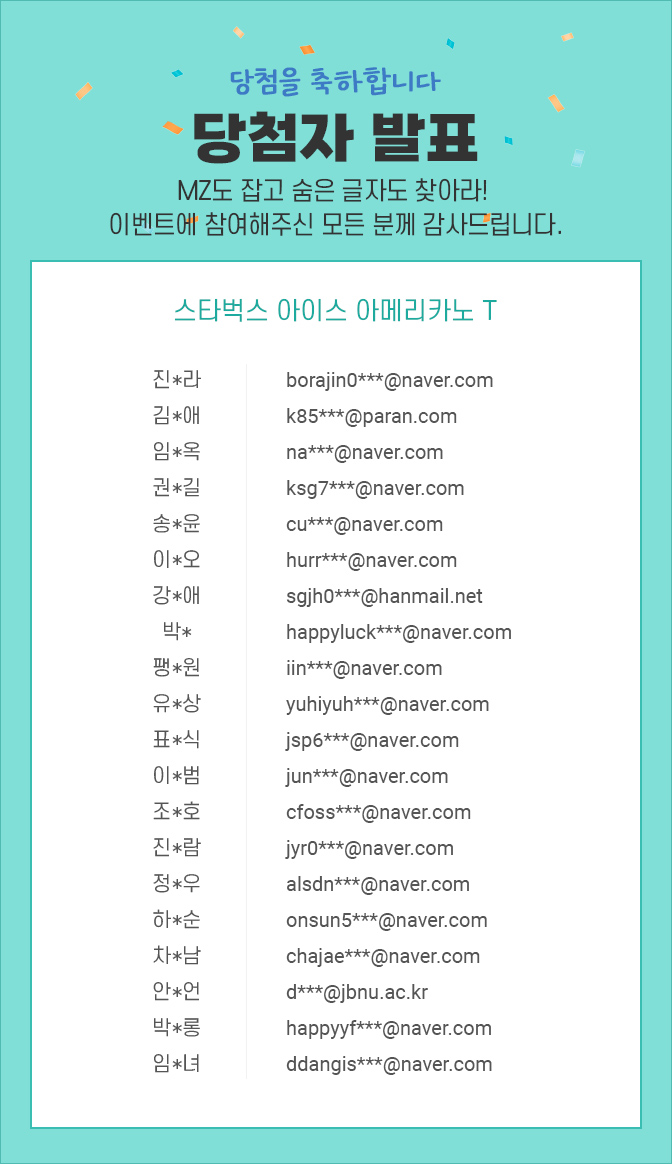 당첨을 축하합니다
당첨자 발표
MZ도 잡고 숨은 글자도 찾아라!
이벤트에 참여해주신 모든 분께 감사드립니다.
스타벅스 아이스 아메리카노 T
진*라 borajin0***@naver.com
김*애 k85***@paran.com
임*옥 na***@naver.com
권*길 ksg7***@naver.com
송*윤 cu***@naver.com
이*오 hurr***@naver.com
강*애 sgjh0***@hanmail.net
박* happyluck***@naver.com
팽*원 iin***@naver.com
유*상 yuhiyuh***@naver.com
표*식 jsp6***@naver.com
이*범 jun***@naver.com
조*호 cfoss***@naver.com
진*람 jyr0***@naver.com
정*우 alsdn***@naver.com
하*순 onsun5***@naver.com
차*남 chajae***@naver.com
안*언 d***@jbnu.ac.kr
박*롱 happyyf***@naver.com
임*녀 ddangis***@naver.com